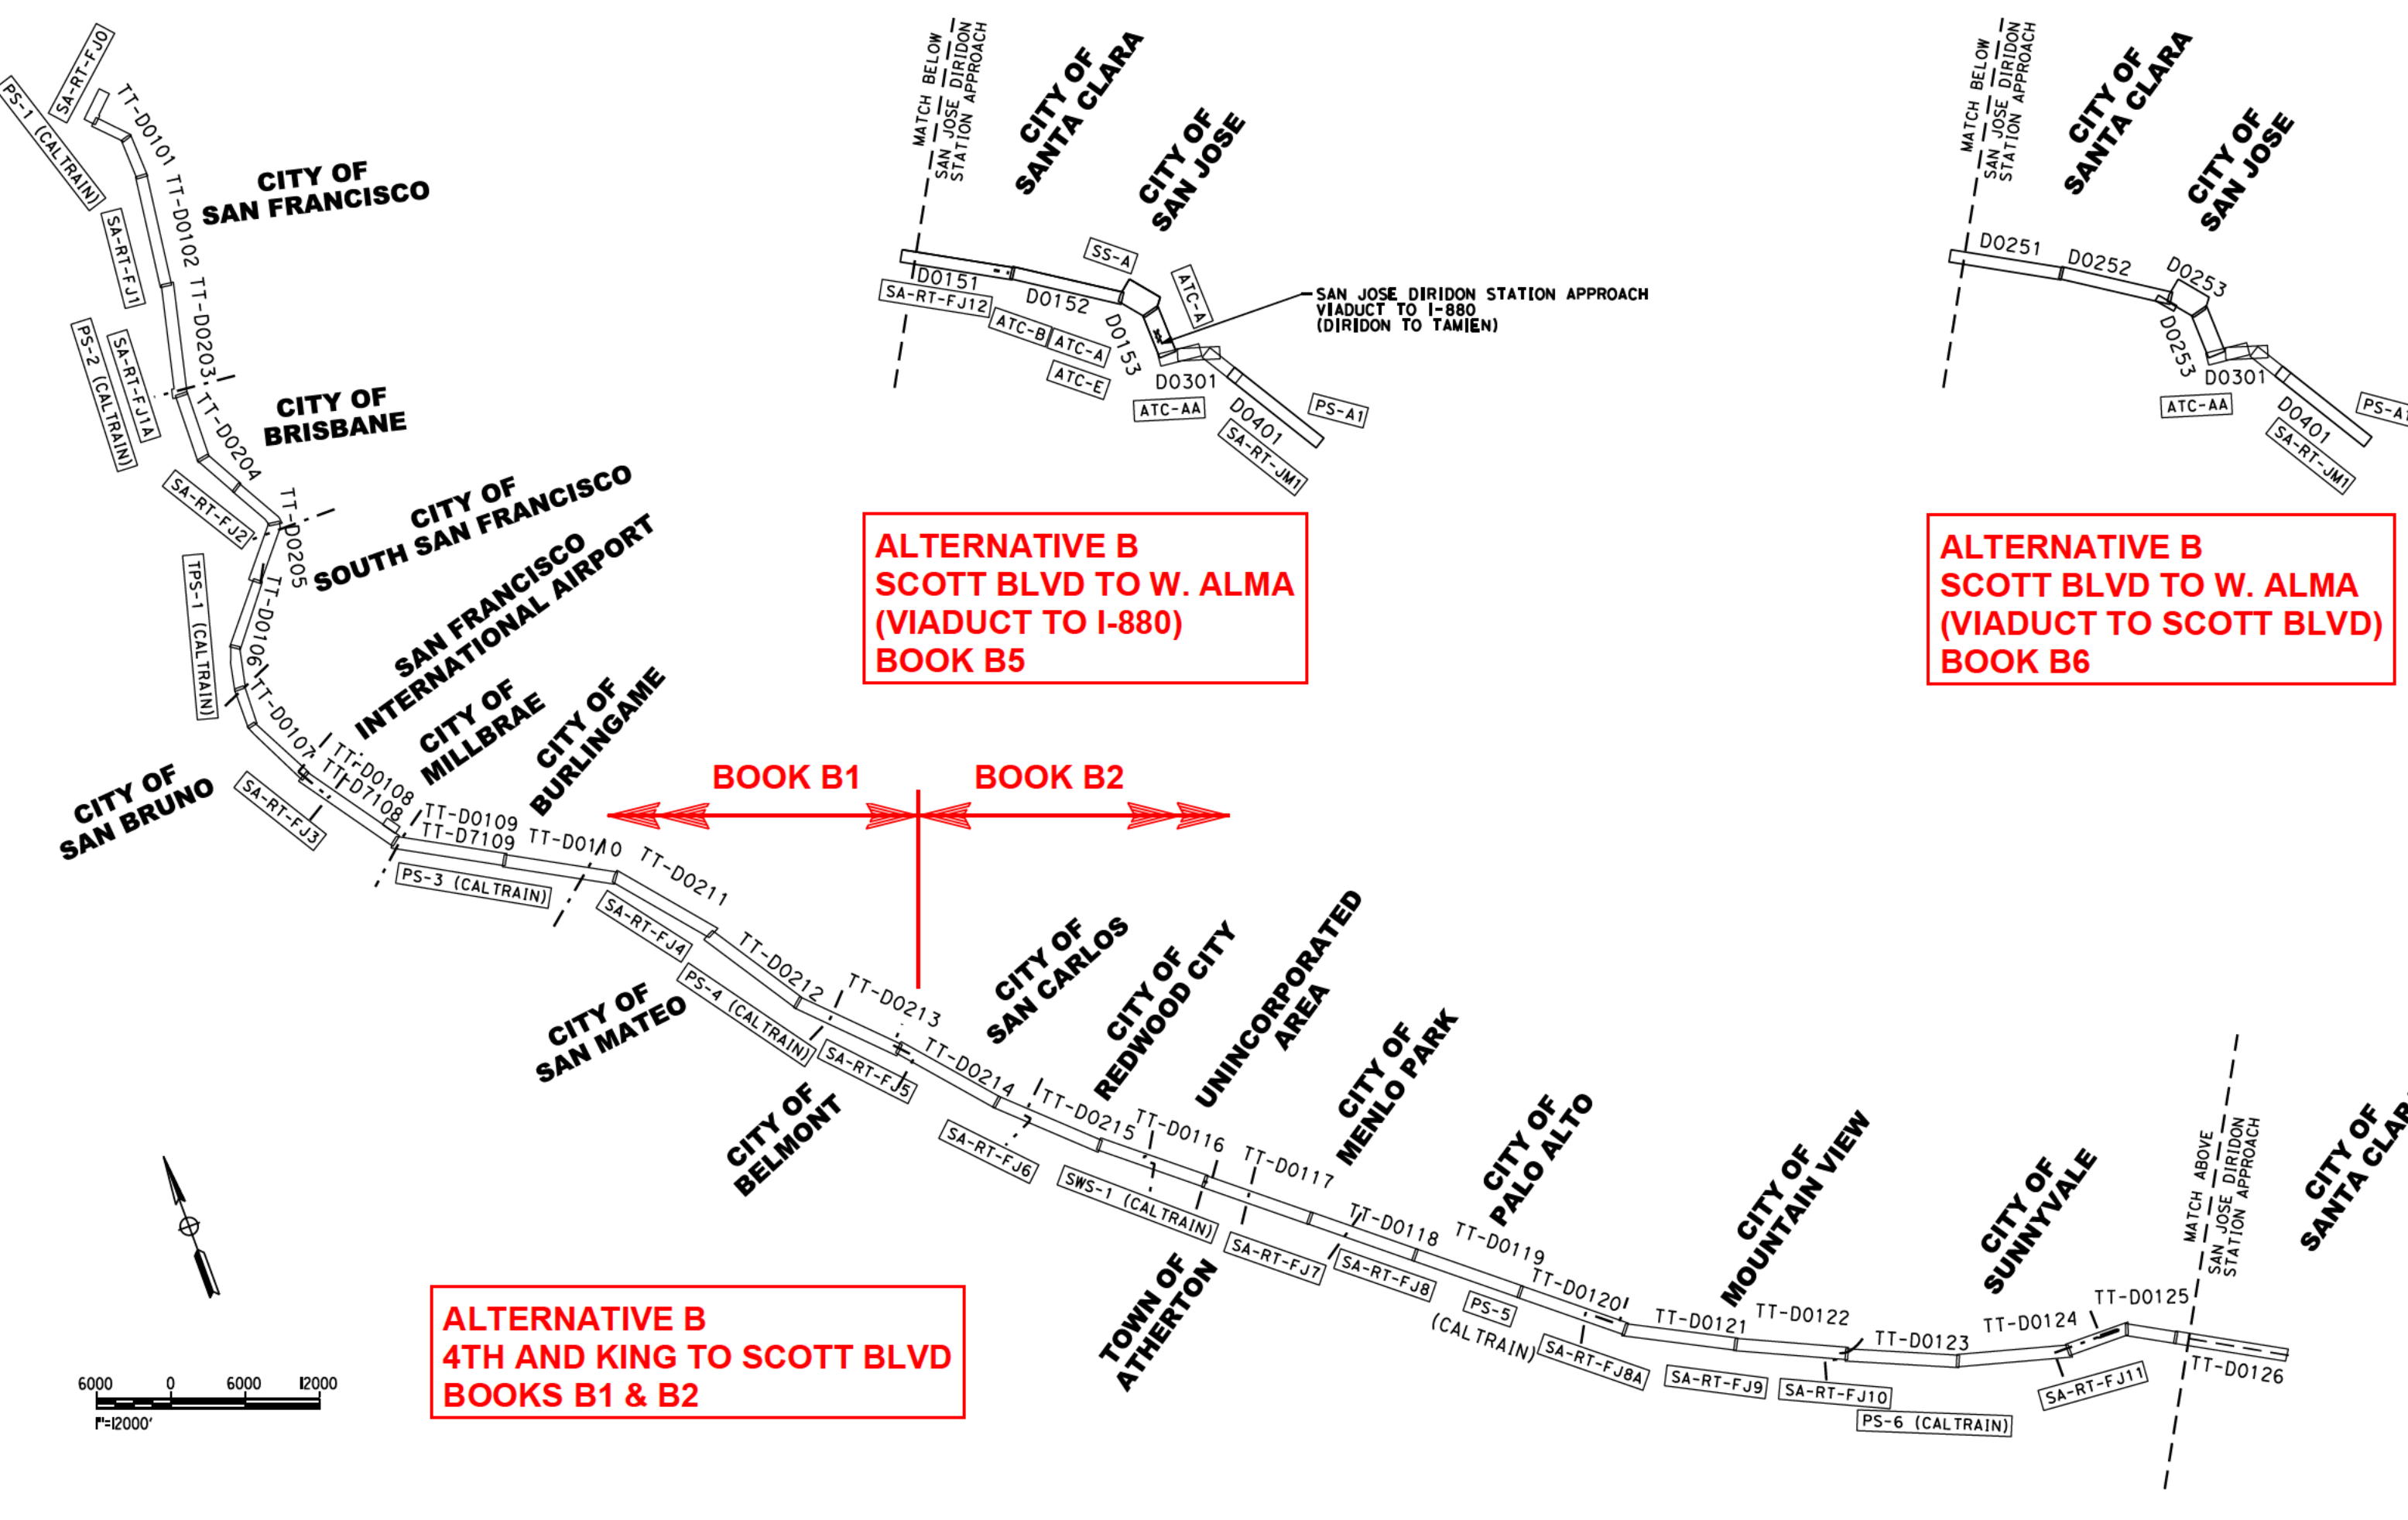 SA-RT-FJ0
PS-1 (CALTRAIN)
TT-D0101
TT-D0102
TT-D0203
SA-RT-FJ1
CITY OF
SAN FRANCISCO
PS-2 (CALTRAIN)
SA-RT-FJ1A
CITY OF
BRISBANE
TT-D0204
SA-RT-FJ2
TT-D0205
CITY OF
SOUTH SAN FRANCISCO
TPS-1 (CALTRAIN)
TT-D0106
SAN FRANCISCO
INTERNATIONAL AIRPORT
TT-D0107
CITY OF
MILLBRAE
CITY OF
BURLINGAME
CITY OF
SAN BRUNO
SA-RT-FJ3
TT-D0108
TT-D7108
TT-D0109
TT-D7109
TT-D0110
PS-3 (CALTRAIN)
TT-D0211
SA-RT-FJ4
BOOK B1
BOOK B2
CITY OF
SAN MATEO
PS-4 (CALTRAIN)
TT-D0212
TT-D0213
SA-RT-FJ5
CITY OF
BELMONT
TT-D0214
SA-RT-FJ6
CITY OF
SAN CARLOS
CITY OF
REDWOOD CITY
UNINCORPORATED
AREA
TT-D0215
TT-D0116
SWS-1 (CALTRAIN)
TT-D0117
SA-RT-FJ7
TOWN OF
ATHERTON
CITY OF
MENLO PARK
TT-D0118
SA-RT-FJ8
TT-D0119
PS-5
(CALTRAIN)
CITY OF
PALO ALTO
TT-D0120
SA-RT-FJ8A
TT-D0121
SA-RT-FJ9
CITY OF
MOUNTAIN VIEW
TT-D0122
SA-RT-FJ10
TT-D0123
PS-6 (CALTRAIN)
CITY OF
SUNNYVALE
TT-D0124
SA-RT-FJ11
TT-D0125
MATCH ABOVE
SAN JOSE DIRIDON
STATION APPROACH
TT-D0126
CITY OF
SANTA CLARA
MATCH BELOW
SAN JOSE DIRIDON
STATION APPROACH
CITY OF
SANTA CLARA
CITY OF
SAN JOSE
D0151
SA-RT-FJ12
D0152
SS-A
ATC-A
ATC-B
ATC-A
ATC-E
D0153
SAN JOSE DIRIDON STATION APPROACH
VIADUCT TO I-880
(DIRIDON TO TAMIEN)
D0301
ATC-AA
D0401
PS-A1
SA-RT-JM1
ALTERNATIVE B
SCOTT BLVD TO W. ALMA
(VIADUCT TO I-880)
BOOK B5
MATCH BELOW
SAN JOSE DIRIDON
STATION APPROACH
CITY OF
SANTA CLARA
CITY OF
SAN JOSE
D0251
D0252
D0253
D0253
D0301
ATC-AA
D0401
PS-A1
SA-RT-JM1
ALTERNATIVE B
SCOTT BLVD TO W. ALMA
(VIADUCT TO SCOTT BLVD)
BOOK B6
ALTERNATIVE B
4TH AND KING TO SCOTT BLVD
BOOKS B1 & B2
6000 0 6000 12000
1"=12000'